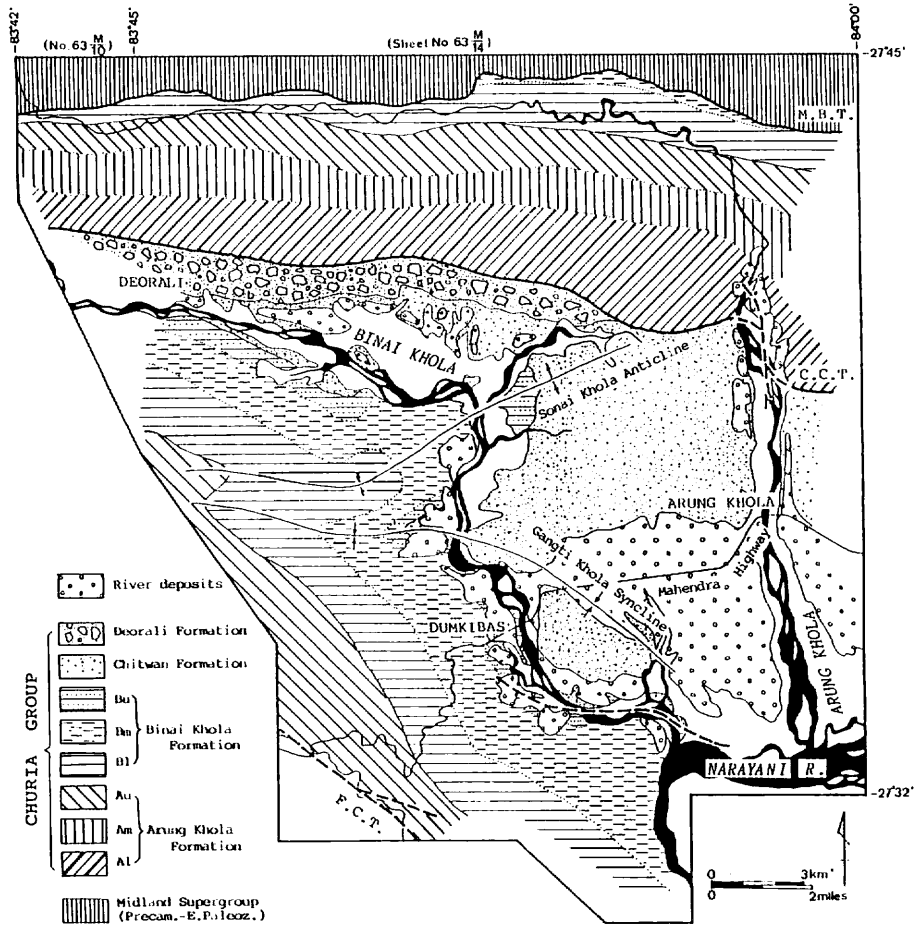 83°42'
83°45'
84°00'
(No. 63 M/10)
(Sheet No 63 M/14)
27°45'
M.B.T.
DEORALI
BINAI KHOLA
Sonai Khola Anticline
C.C.T.
ARUNG KHOLA
Gangti Khola Syncline
Mahendra Highway
DUMKIBAS
ARUNG KHOLA
NARAYANI R.
27°32'
F.C.T.
River deposits
CHURIA GROUP
Deorali Formation
Chitwan Formation
Bu
Bm
Bl
Binai Khola
Formation
Au
Am
Al
Arung Khola
Formation
Midland Supergroup
(Precam.-E.Paleoz.)
0 3km
0 2miles